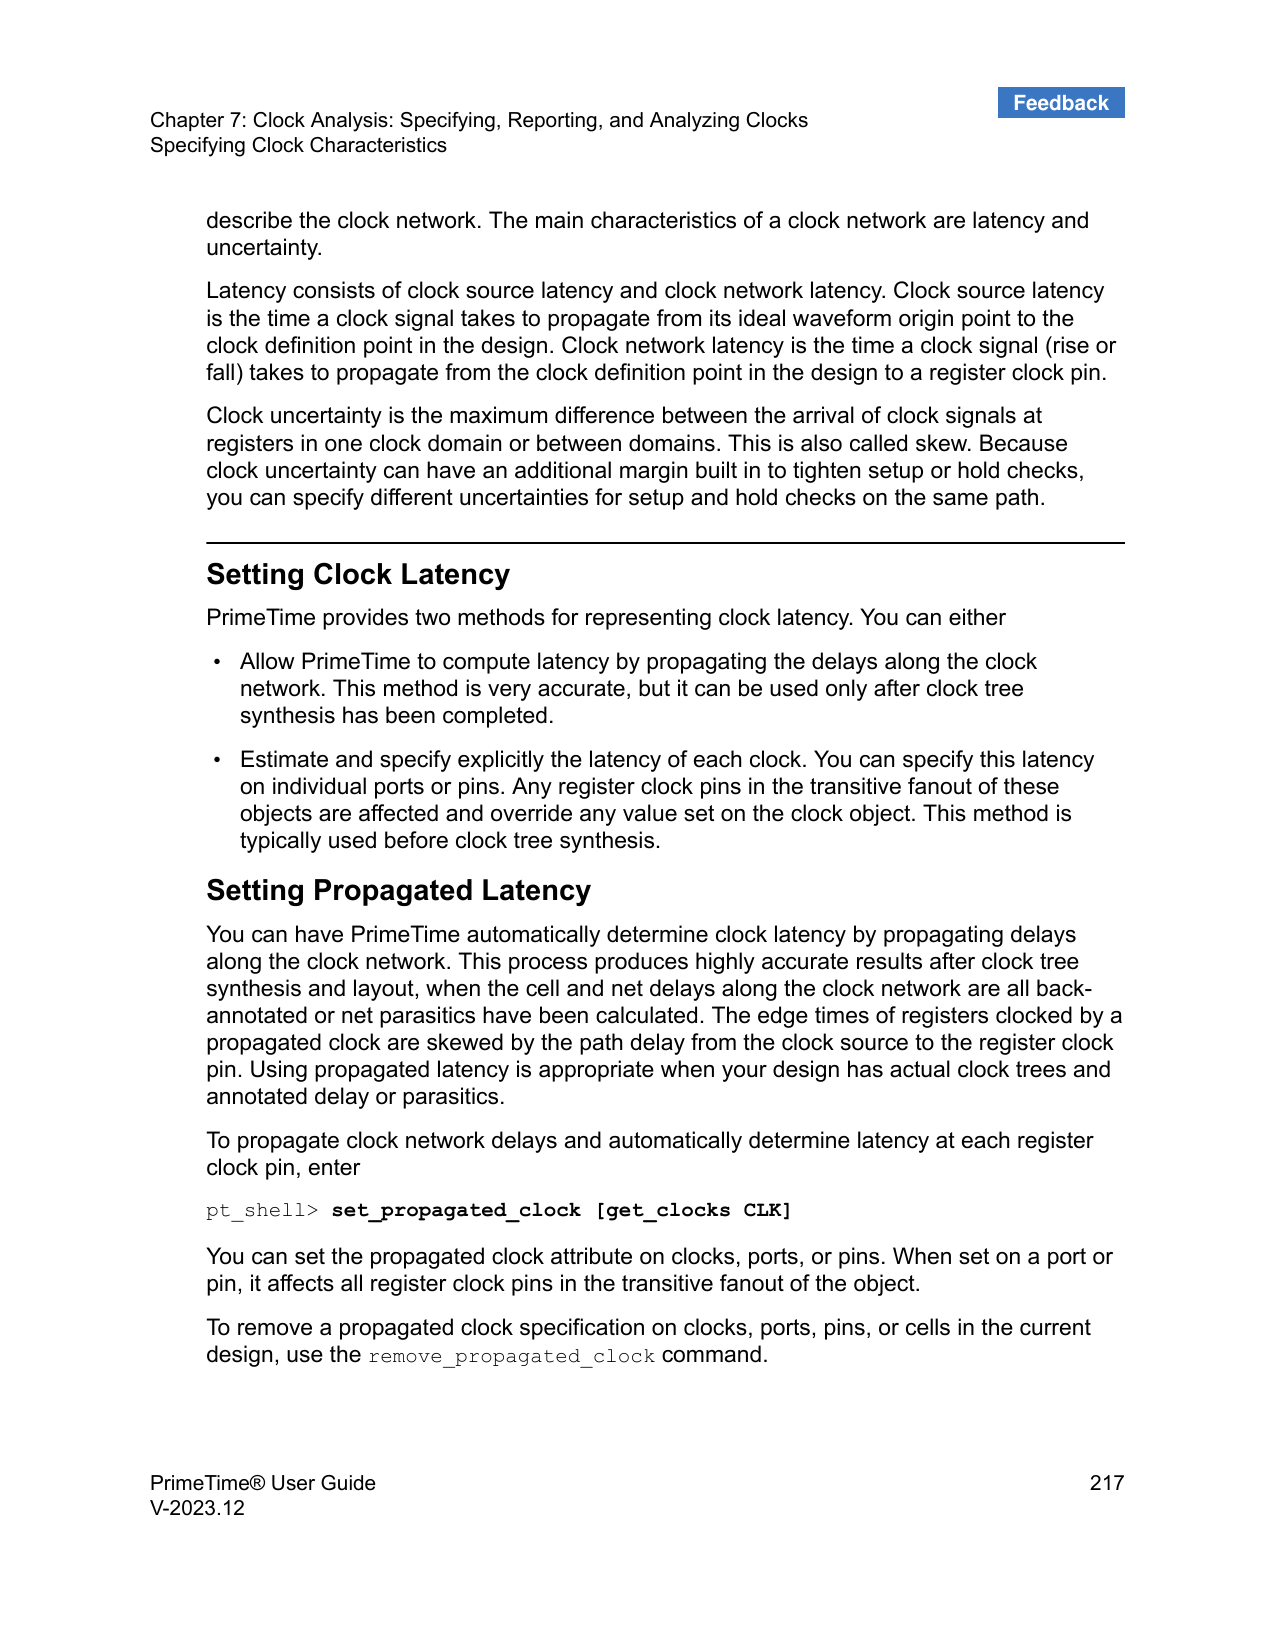 Feedback
Chapter 7: Clock Analysis: Specifying, Reporting, and Analyzing Clocks
Specifying Clock Characteristics
describe the clock network. The main characteristics of a clock network are latency and
uncertainty.
Latency consists of clock source latency and clock network latency. Clock source latency
is the time a clock signal takes to propagate from its ideal waveform origin point to the
clock definition point in the design. Clock network latency is the time a clock signal (rise or
fall) takes to propagate from the clock definition point in the design to a register clock pin.
Clock uncertainty is the maximum difference between the arrival of clock signals at
registers in one clock domain or between domains. This is also called skew. Because
clock uncertainty can have an additional margin built in to tighten setup or hold checks,
you can specify different uncertainties for setup and hold checks on the same path.
Setting Clock Latency
PrimeTime provides two methods for representing clock latency. You can either
• Allow PrimeTime to compute latency by propagating the delays along the clock
network. This method is very accurate, but it can be used only after clock tree
synthesis has been completed.
• Estimate and specify explicitly the latency of each clock. You can specify this latency
on individual ports or pins. Any register clock pins in the transitive fanout of these
objects are affected and override any value set on the clock object. This method is
typically used before clock tree synthesis.
Setting Propagated Latency
You can have PrimeTime automatically determine clock latency by propagating delays
along the clock network. This process produces highly accurate results after clock tree
synthesis and layout, when the cell and net delays along the clock network are all back-
annotated or net parasitics have been calculated. The edge times of registers clocked by a
propagated clock are skewed by the path delay from the clock source to the register clock
pin. Using propagated latency is appropriate when your design has actual clock trees and
annotated delay or parasitics.
To propagate clock network delays and automatically determine latency at each register
clock pin, enter
pt_shell> set_propagated_clock [get_clocks CLK]
You can set the propagated clock attribute on clocks, ports, or pins. When set on a port or
pin, it affects all register clock pins in the transitive fanout of the object.
To remove a propagated clock specification on clocks, ports, pins, or cells in the current
design, use the remove_propagated_clock command.
PrimeTime® User Guide
217
V-2023.12